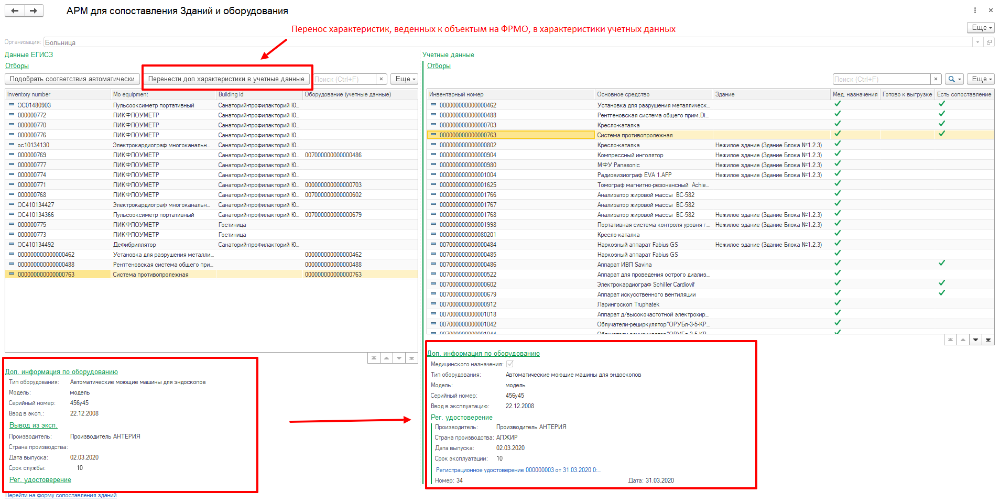 АРМ для сопоставления Зданий и оборудования
Перенос характеристик, веденных к объектым на ФРМО, в характеристики учетных данных
Еще
Организация: Больница
Данные ЕГИСЗ
Отборы
Подобрать соответствия автоматически Перенести доп характеристики в учетные данные Поиск (Ctrl+F) × Еще
Inventory number Mo equipment Building id Оборудование (учетные данные)
ОС01480903 Пульсооксиметр портативный Санаторий-профилакторий Ю...
000000772 ПИКФЛОУМЕТР Санаторий-профилакторий Ю...
000000770 ПИКФЛОУМЕТР Санаторий-профилакторий Ю...
000000776 ПИКФЛОУМЕТР Санаторий-профилакторий Ю...
ос10134130 Электрокардиограф многоканальн... Санаторий-профилакторий Ю...
000000769 ПИКФЛОУМЕТР Санаторий-профилакторий Ю... 007000000000000486
000000777 ПИКФЛОУМЕТР Санаторий-профилакторий Ю...
000000774 ПИКФЛОУМЕТР Санаторий-профилакторий Ю...
000000771 ПИКФЛОУМЕТР Санаторий-профилакторий Ю... 000000000000000703
000000768 ПИКФЛОУМЕТР Санаторий-профилакторий Ю... 007000000000000602
ОС410134427 Электрокардиограф многоканальн... Санаторий-профилакторий Ю...
ОС410134366 Пульсооксиметр портативный Санаторий-профилакторий Ю... 007000000000000679
000000775 ПИКФЛОУМЕТР Гостиница
000000773 ПИКФЛОУМЕТР Гостиница
ОС410134492 Дефибриллятор Санаторий-профилакторий Ю...
000000000000000462 Установка для разрушения металли... 000000000000000462
000000000000000488 Рентгеновская система общего при... 000000000000000488
000000000000000763 Система противопролежная 000000000000000763
Доп. информация по оборудованию
Тип оборудования: Автоматические моющие машины для эндоскопов
Модель: модель
Серийный номер: 456у45
Ввод в эксп.: 22.12.2008
Вывод из эксп.
Производитель: Производитель АНТЕРИЯ
Страна производства:
Дата выпуска: 02.03.2020
Срок службы: 10
Рег. удостоверение
Перейти на форму сопоставления зданий
Учетные данные
Отборы
Поиск (Ctrl+F) × Еще
Инвентарный номер Основное средство Здание Мед. назначения Готово к выгрузке Есть сопоставление
000000000000000462 Установка для разрушения металлическ...
000000000000000488 Рентгеновская система общего прим.Di...
000000000000000703 Кресло-каталка
000000000000000763 Система противопролежная
000000000000000802 Кресло-каталка Нежилое здание (Здание Блока №1.2.3)
000000000000000904 Компрессный инголятор Нежилое здание (Здание Блока №1.2.3)
000000000000000980 МФУ Panasonic Нежилое здание (Здание Блока №1.2.3)
000000000000001004 Радиовизиограф EVA 1.AFP Нежилое здание (Здание Блока №1.2.3)
000000000000001625 Томограф магнитно-резонансный Achie...
000000000000001766 Анализатор жировой массы BC-582
000000000000001767 Анализатор жировой массы BC-582
000000000000001768 Анализатор жировой массы BC-582 Нежилое здание (Здание Блока №1.2.3)
000000000000001998 Портативная система контроля уровня г... Нежилое здание (Здание Блока №1.2.3)
000000000000080201 Кресло-каталка
007000000000000484 Наркозный аппарат Fabius GS Нежилое здание (Здание Блока №1.2.3)
007000000000000485 Наркозный аппарат Fabius GS
007000000000000486 Аппарат ИВЛ Savina
007000000000000522 Аппарат для проведения острого диализ...
007000000000000602 Электрокардиограф Schiller Cardiovif
007000000000000679 Аппарат искусственного вентиляции
007000000000000912 Ларингоскоп Truphatek
007000000000001018 Аппарат д/высокочастотной электрохир...
007000000000001042 Облучатели-рециркулятор"ОРУБл-3-5-КР...
007000000000001044 Облучатели-рециркулятор"ОРУБл-3-5-КР
Доп. информация по оборудованию
Медицинского назначения:
Тип оборудования: Автоматические моющие машины для эндоскопов
Модель: модель
Серийный номер: 456у45
Ввод в эксплуатацию: 22.12.2008
Рег. удостоверение
Производитель: Производитель АНТЕРИЯ
Страна производства: АЛЖИР
Дата выпуска: 02.03.2020
Срок эксплуатации: 10
Регистрационное удостоверение 000000003 от 31.03.2020 0:...
Номер: 34 Дата: 31.03.2020